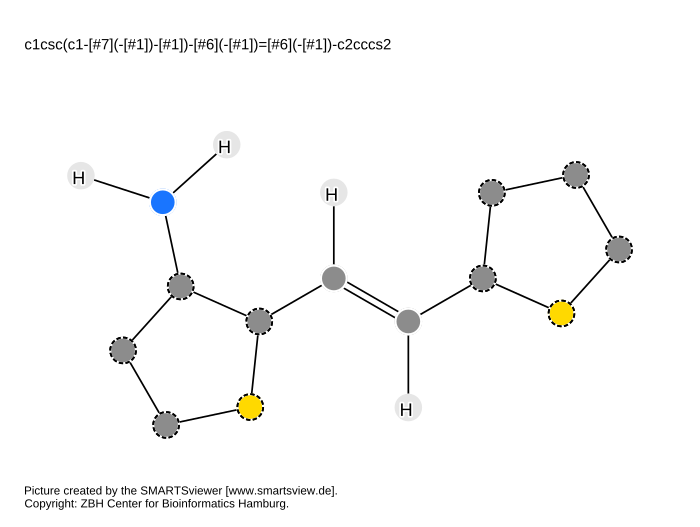 c1csc(c1-[#7](-[#1])-[#1])-[#6](-[#1])=[#6](-[#1])-c2cccs2
H
H
H
H
Picture created by the SMARTSviewer [www.smartsview.de].
Copyright: ZBH Center for Bioinformatics Hamburg.